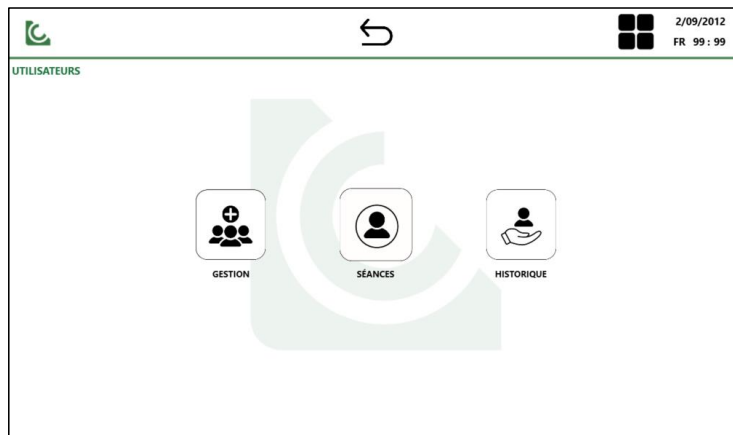 2/09/2012
FR 99 : 99
UTILISATEURS
GESTION
SÉANCES
HISTORIQUE